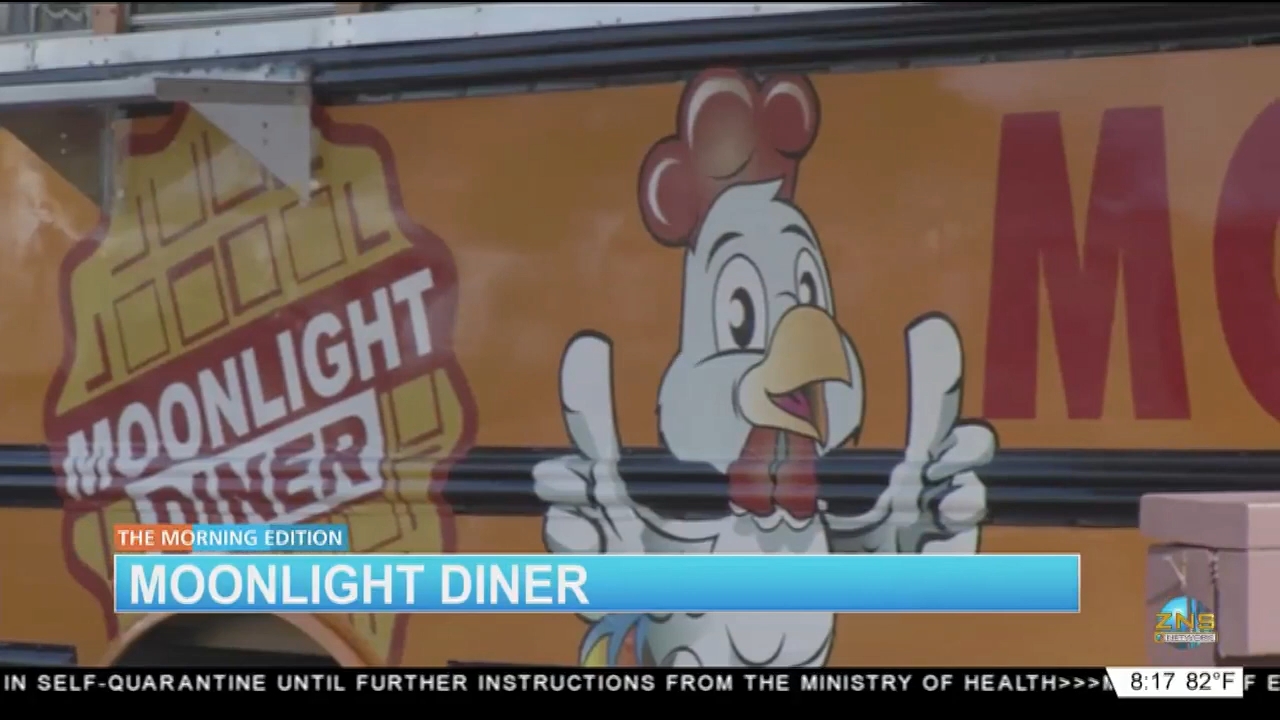 MOONLIGHT
DINER
M
THE MORNING EDITION
MOONLIGHT DINER
ZNS
NETWORK
IN SELF-QUARANTINE UNTIL FURTHER INSTRUCTIONS FROM THE MINISTRY OF HEALTH>>>
8:17 82°F